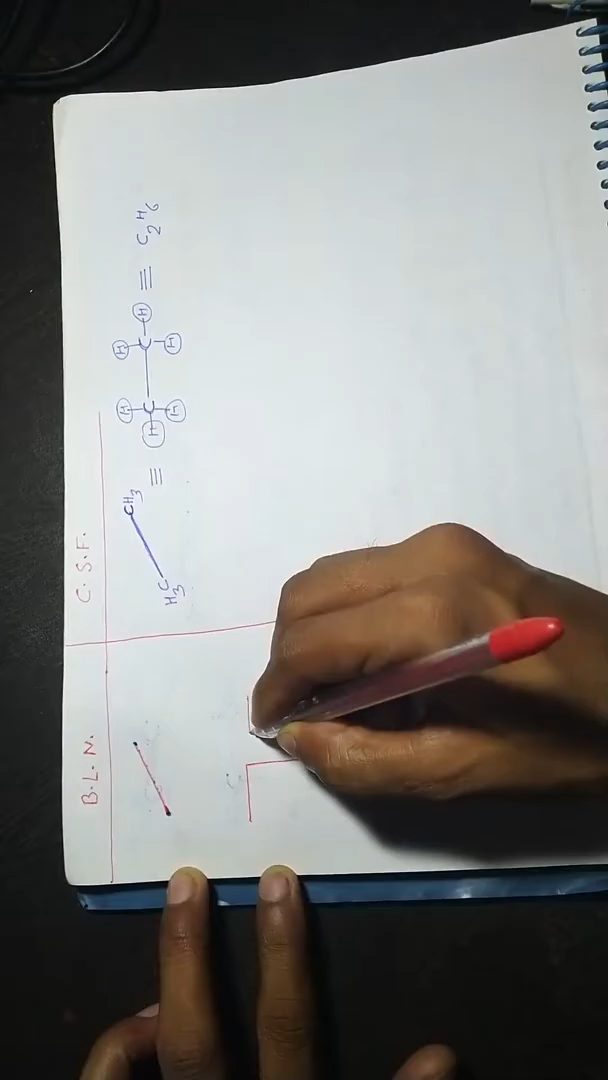 B.L.N. C.S.F.
H3C CH3 ≡ H H H C C H H H ≡ C2H6